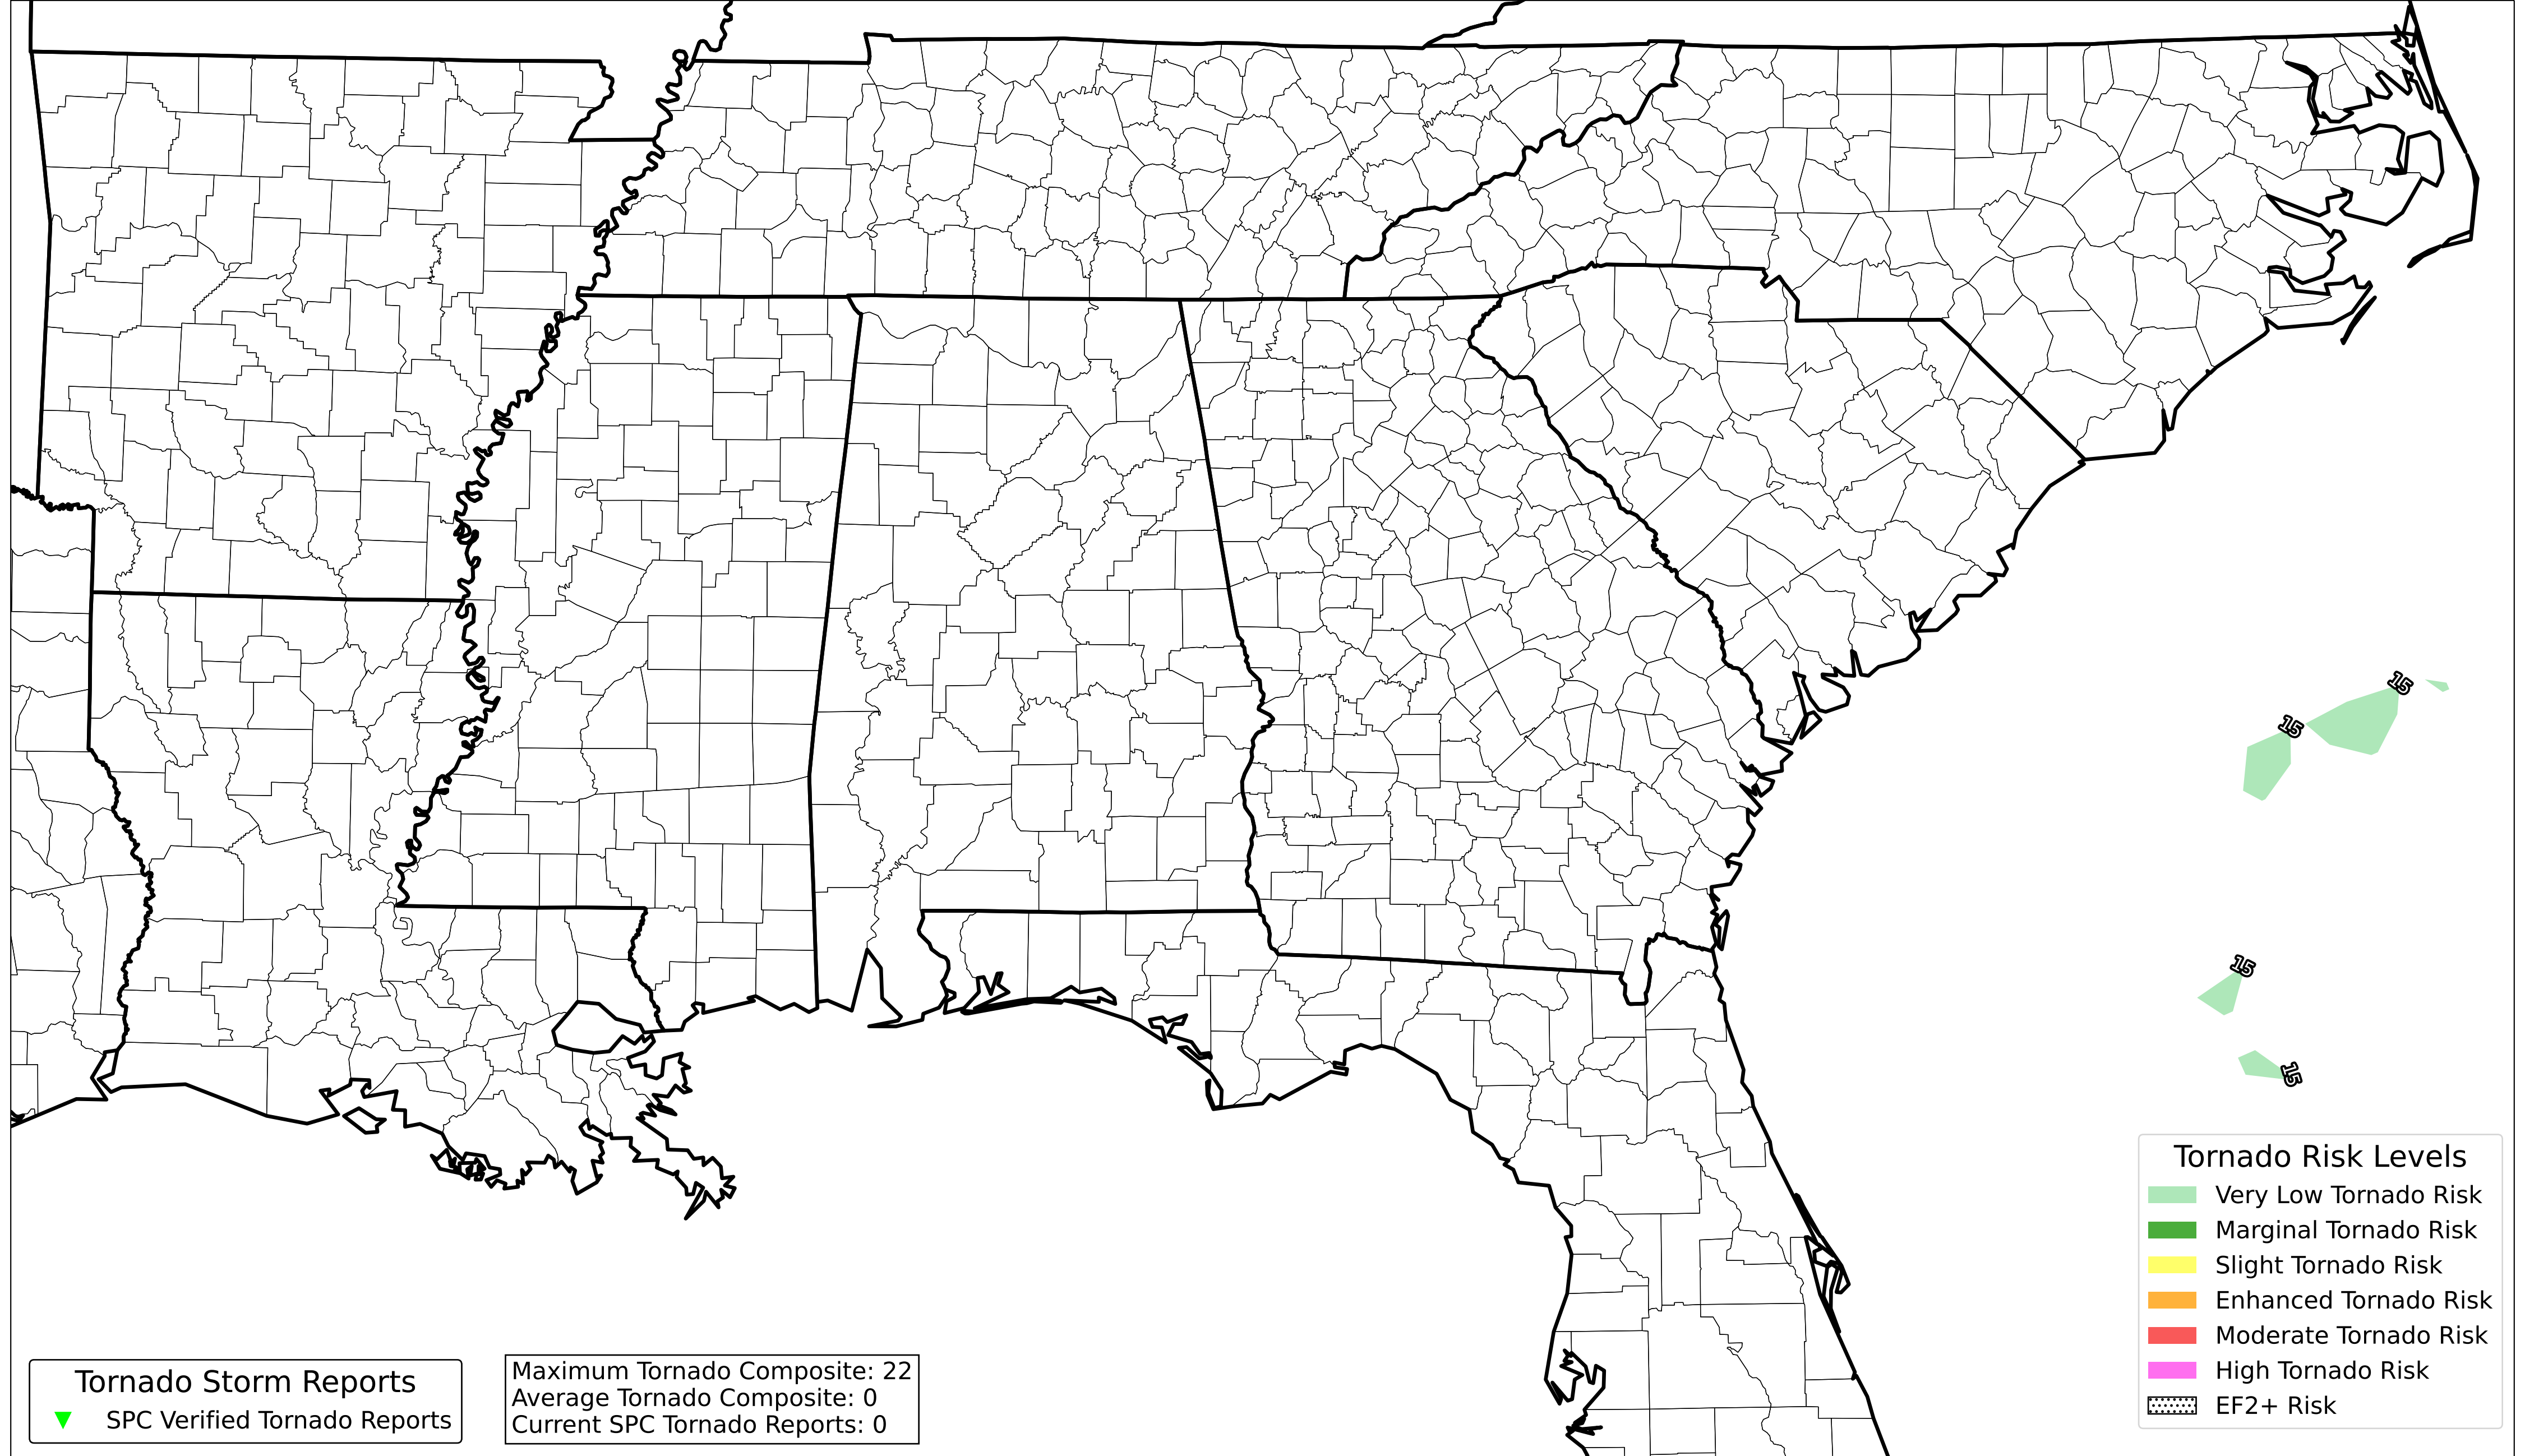 15
15
15
15
Tornado Risk Levels
Very Low Tornado Risk
Marginal Tornado Risk
Slight Tornado Risk
Enhanced Tornado Risk
Moderate Tornado Risk
High Tornado Risk
EF2+ Risk
Tornado Storm Reports
SPC Verified Tornado Reports
Maximum Tornado Composite: 22
Average Tornado Composite: 0
Current SPC Tornado Reports: 0